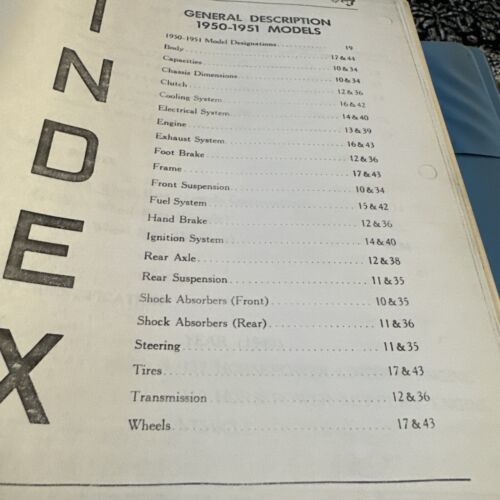 INDEX
GENERAL DESCRIPTION
1950-1951 MODELS
1950-1951 Model Designations............ 19
Body.......................................... 12 & 44
Capacities.................................... 10 & 34
Chassis Dimensions........................ 10 & 34
Clutch........................................ 12 & 36
Cooling System............................. 16 & 42
Electrical System........................... 14 & 40
Engine........................................ 13 & 39
Exhaust System............................. 16 & 43
Foot Brake................................... 12 & 36
Frame......................................... 17 & 43
Front Suspension........................... 10 & 34
Fuel System.................................. 15 & 42
Hand Brake.................................. 12 & 36
Ignition System............................. 14 & 40
Rear Axle..................................... 12 & 38
Rear Suspension............................ 11 & 35
Shock Absorbers (Front).................. 10 & 35
Shock Absorbers (Rear)................... 11 & 36
Steering....................................... 11 & 35
Tires........................................... 17 & 43
Transmission................................. 12 & 36
Wheels........................................ 17 & 43